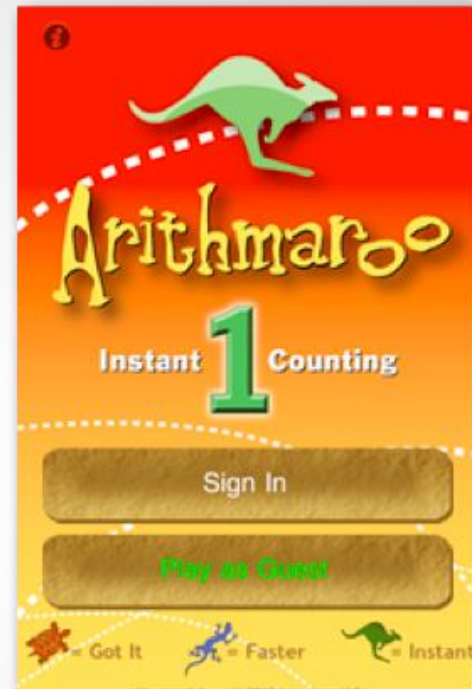 Arithmaroo
Instant 1 Counting
Sign In
Play as Guest
= Got It = Faster = Instant